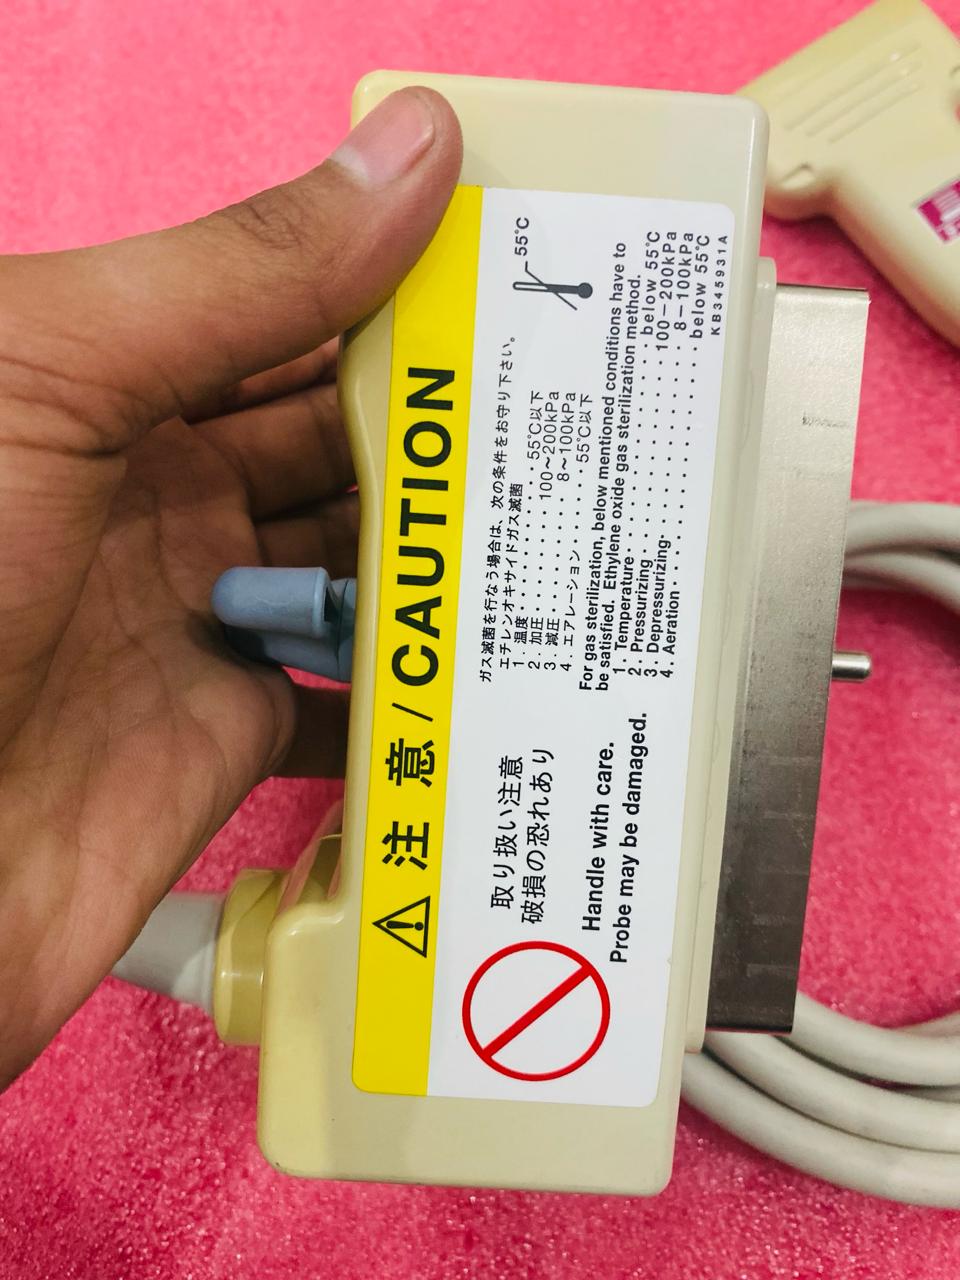 注 意 / CAUTION
取り扱い注意
破損の恐れあり
Handle with care.
Probe may be damaged.
ガス滅菌を行なう場合は、次の条件をお守り下さい。
エチレンオキサイドガス滅菌
1. 温度・・・・・・・・・・55℃以下
2. 加圧・・・・・・・・100~200kPa
3. 減圧・・・・・・・・・・8~100kPa
4. エアレーション・・・・・・55℃以下
55℃
For gas sterilization, below mentioned conditions have to
be satisfied. Ethylene oxide gas sterilization method.
1. Temperature・・・・・・・・・・・・・・below 55℃
2. Pressurizing・・・・・・・・・・・・・100-200kPa
3. Depressurizing・・・・・・・・・・・・・8-100kPa
4. Aeration・・・・・・・・・・・・・・・・below 55℃
KB345931A